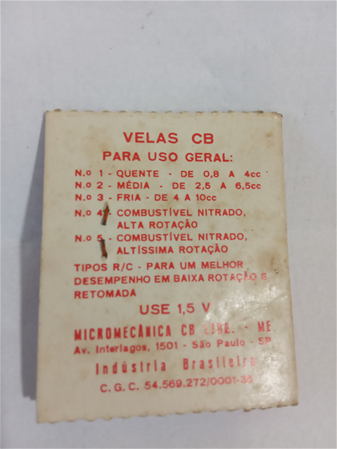 VELAS CB
PARA USO GERAL:
N.º 1 - QUENTE - DE 0,8 A 4cc
N.º 2 - MÉDIA - DE 2,5 A 6,5cc
N.º 3 - FRIA - DE 4 A 10cc
N.º 4 COMBUSTÍVEL NITRADO,
ALTA ROTAÇÃO
N.º 5 COMBUSTÍVEL NITRADO,
ALTÍSSIMA ROTAÇÃO
TIPOS R/C - PARA UM MELHOR
DESEMPENHO EM BAIXA ROTAÇÃO E
RETOMADA
USE 1,5 V
MICROMECÂNICA CB - ME
Av. Interlagos, 1501 - São Paulo - SP
Indústria Brasileira
C.G.C. 54.569.272/0001-